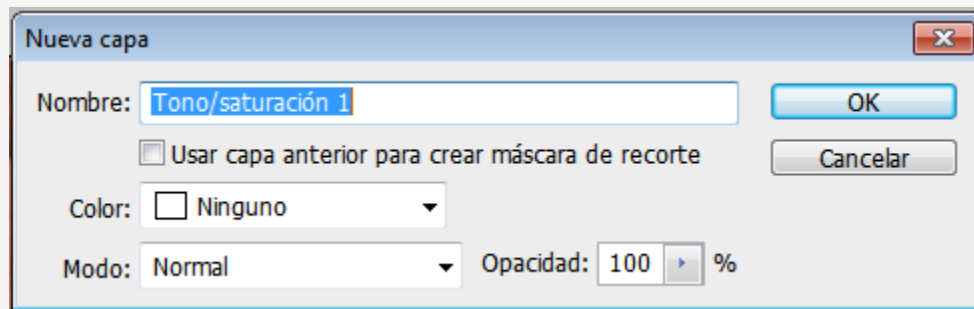 Nueva capa
Nombre: Tono/saturación 1 OK
Usar capa anterior para crear máscara de recorte Cancelar
Color: Ninguno
Modo: Normal Opacidad: 100 %